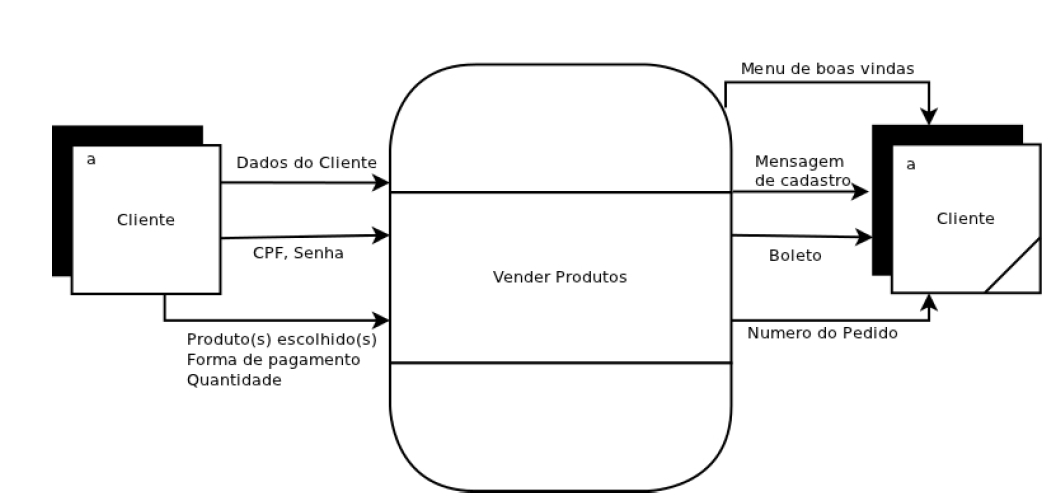 Menu de boas vindas
a
Cliente
Dados do Cliente
CPF, Senha
Produto(s) escolhido(s)
Forma de pagamento
Quantidade
Vender Produtos
Mensagem
de cadastro
Boleto
Numero do Pedido
a
Cliente